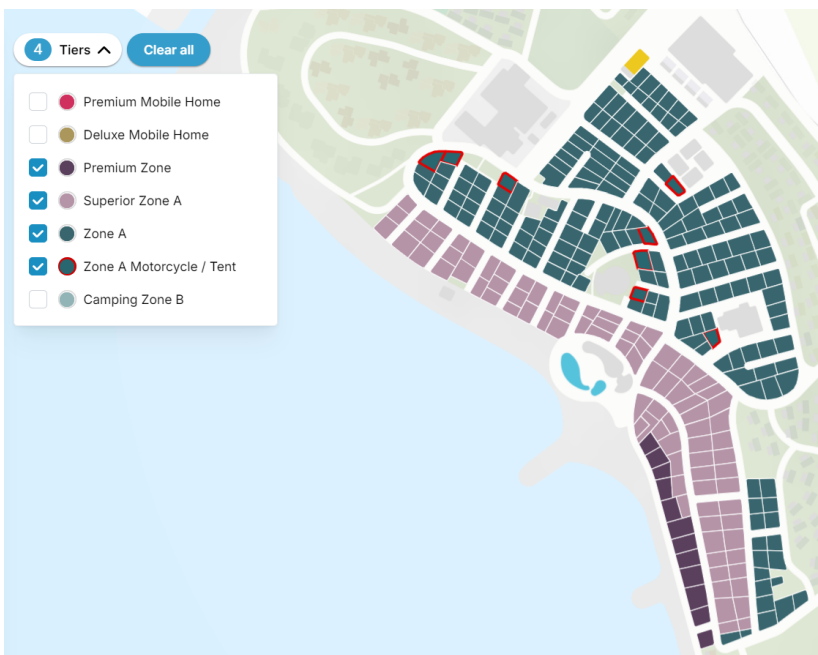 4 Tiers Clear all
Premium Mobile Home
Deluxe Mobile Home
Premium Zone
Superior Zone A
Zone A
Zone A Motorcycle / Tent
Camping Zone B